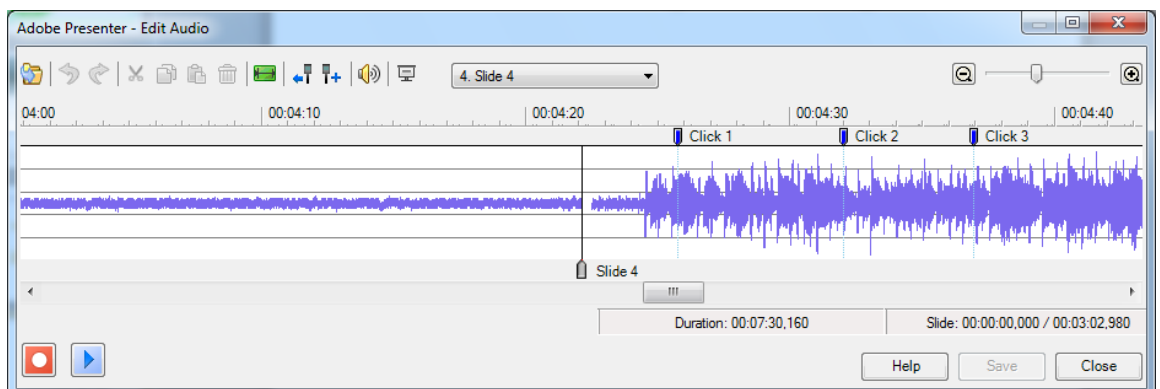 Adobe Presenter - Edit Audio
4. Slide 4
04:00 00:04:10 00:04:20 00:04:30 00:04:40
Click 1 Click 2 Click 3
Slide 4
Duration: 00:07:30,160 Slide: 00:00:00,000 / 00:03:02,980
Help Save Close